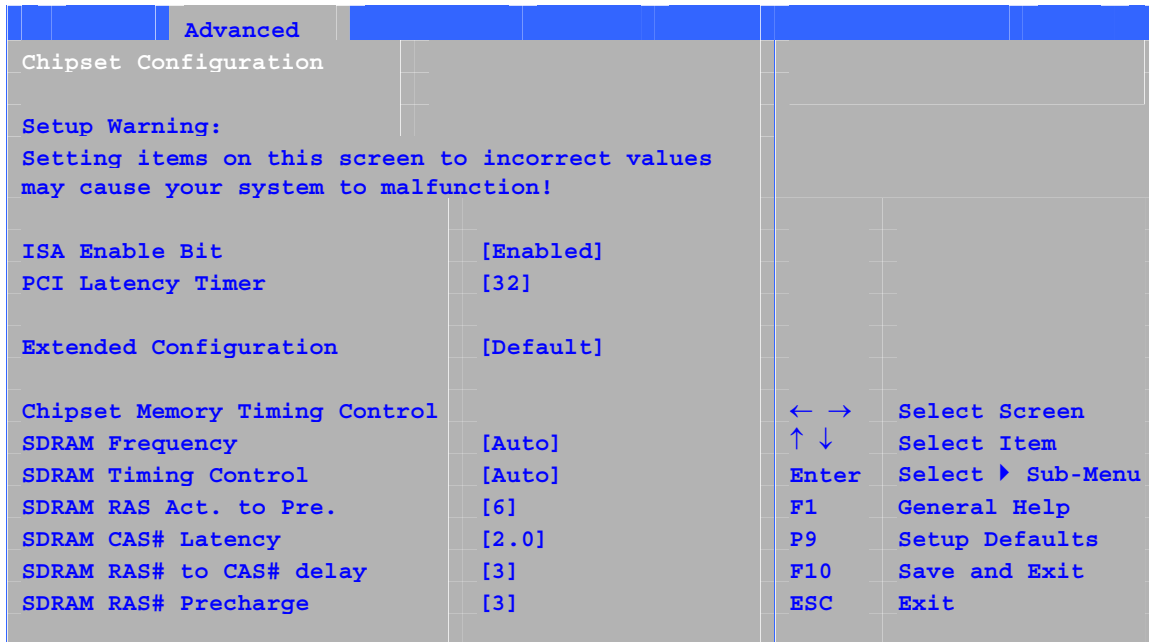 Advanced
Chipset Configuration
Setup Warning:
Setting items on this screen to incorrect values
may cause your system to malfunction!
ISA Enable Bit [Enabled]
PCI Latency Timer [32]
Extended Configuration [Default]
Chipset Memory Timing Control
SDRAM Frequency [Auto]
SDRAM Timing Control [Auto]
SDRAM RAS Act. to Pre. [6]
SDRAM CAS# Latency [2.0]
SDRAM RAS# to CAS# delay [3]
SDRAM RAS# Precharge [3]
← → Select Screen
↑ ↓ Select Item
Enter Select ▶ Sub-Menu
F1 General Help
P9 Setup Defaults
F10 Save and Exit
ESC Exit